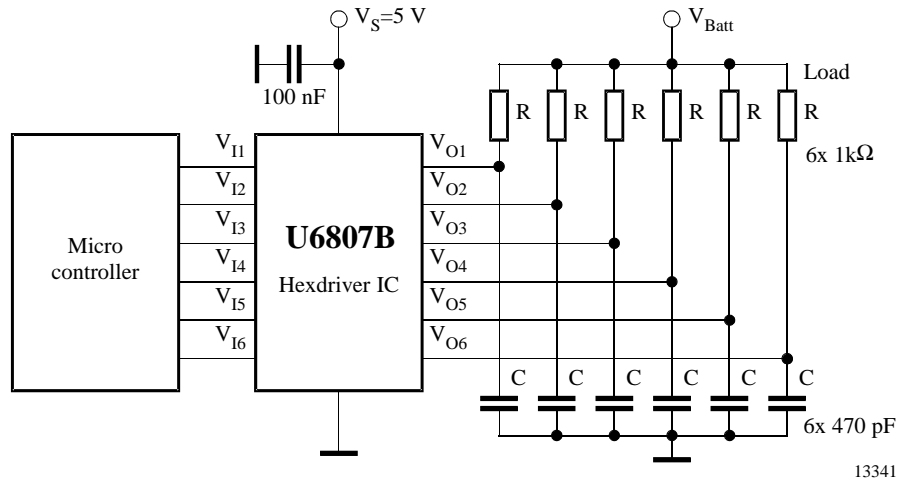 V_S=5 V
V_Batt
100 nF
Load
R R R R R R
6x 1kΩ
V_I1
V_I2
V_I3
V_I4
V_I5
V_I6
Micro
controller
U6807B
Hexdriver IC
V_O1
V_O2
V_O3
V_O4
V_O5
V_O6
C C C C C C
6x 470 pF
13341